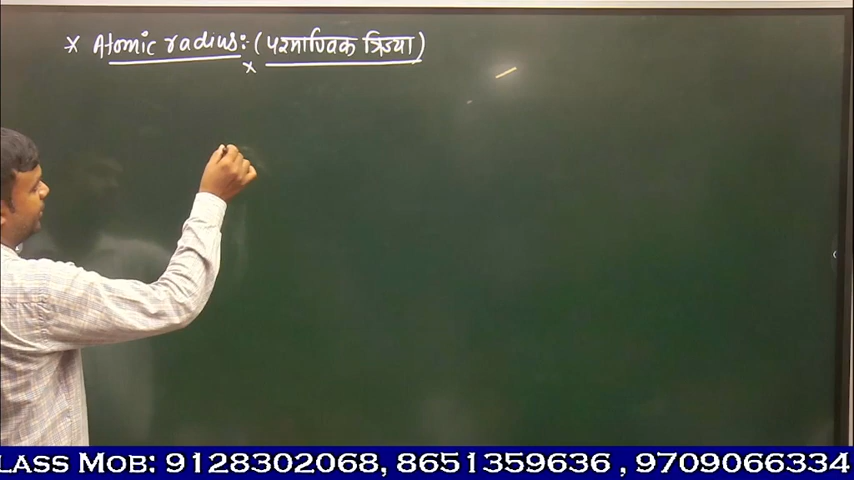 × Atomic radius:- (परमाण्विक त्रिज्या)
×
LASS MOB: 9128302068, 8651359636 , 9709066334